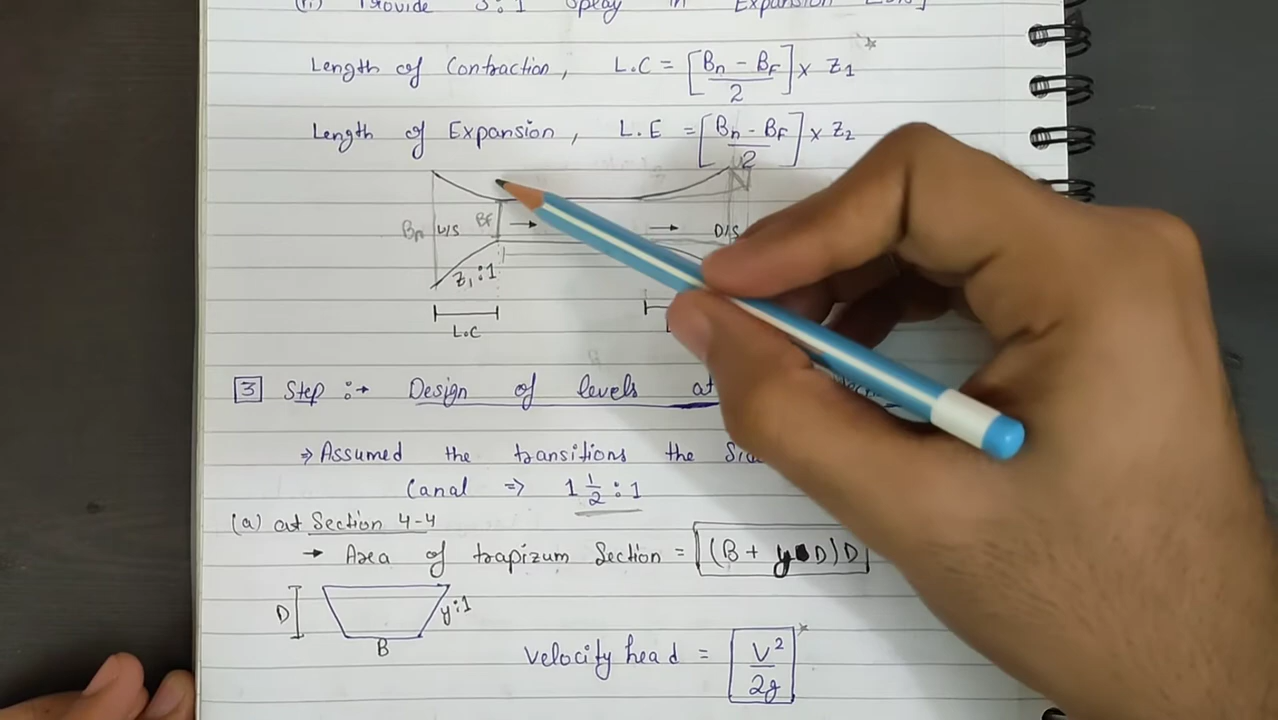 Provide 3:1 Splay in Expansion
Length of Contraction, L.C = [Bn - BF / 2] x Z1 *
Length of Expansion, L.E = [Bn - BF / 2] x Z2
Bn U/S BF → → D/S
Z1:1
L.C
3 Step :→ Design of levels at
⇒ Assumed the transitions the
Canal ⇒ 1 1/2 : 1
(a) at Section 4-4
→ Area of trapizum Section = (B + yD)D
D y:1
B
Velocity head = V²/2g *